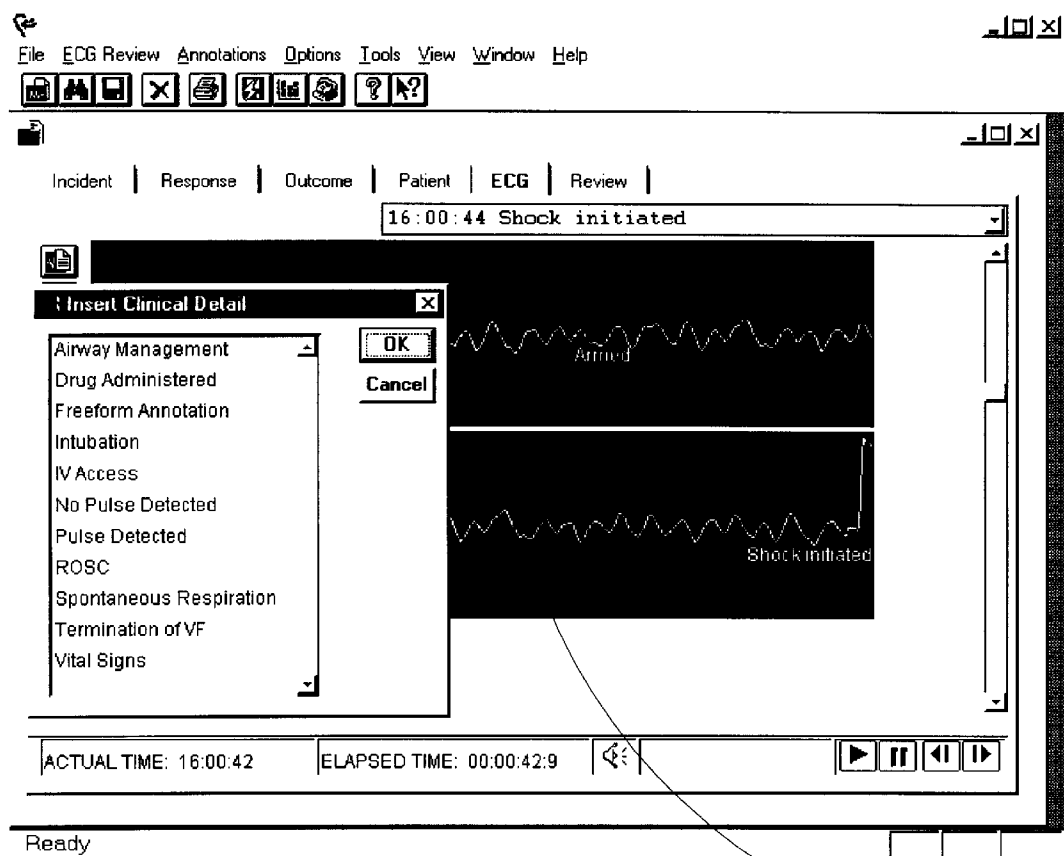 File ECG Review Annotations Options Tools View Window Help
Incident Response Outcome Patient ECG Review
16:00:44 Shock initiated
Insert Clinical Detail
OK
Cancel
Airway Management
Drug Administered
Freeform Annotation
Intubation
IV Access
No Pulse Detected
Pulse Detected
ROSC
Spontaneous Respiration
Termination of VF
Vital Signs
Armed
Shock initiated
ACTUAL TIME: 16:00:42 ELAPSED TIME: 00:00:42:9
Ready